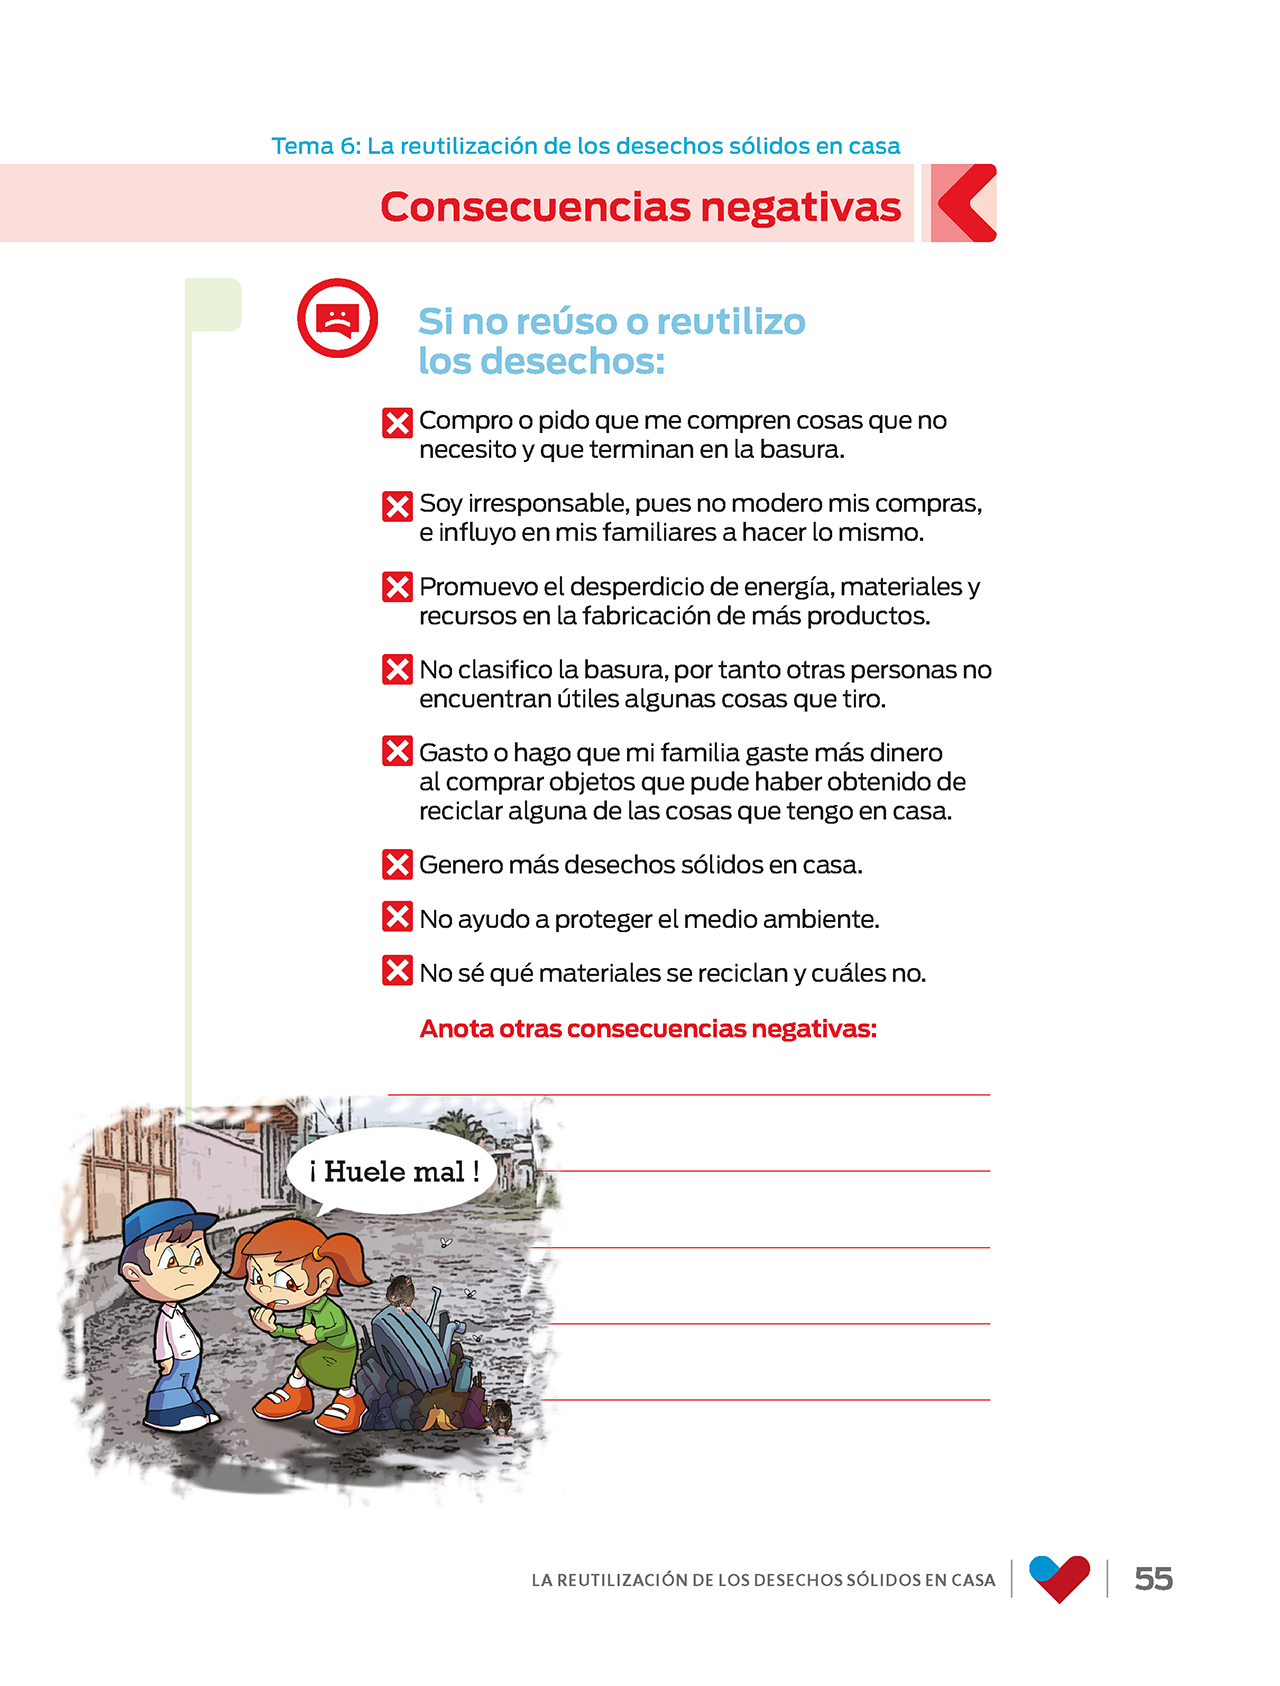 Tema 6: La reutilización de los desechos sólidos en casa
Consecuencias negativas
Si no reúso o reutilizo
los desechos:
Compro o pido que me compren cosas que no
necesito y que terminan en la basura.
Soy irresponsable, pues no modero mis compras,
e influyo en mis familiares a hacer lo mismo.
Promuevo el desperdicio de energía, materiales y
recursos en la fabricación de más productos.
No clasifico la basura, por tanto otras personas no
encuentran útiles algunas cosas que tiro.
Gasto o hago que mi familia gaste más dinero
al comprar objetos que pude haber obtenido de
reciclar alguna de las cosas que tengo en casa.
Genero más desechos sólidos en casa.
No ayudo a proteger el medio ambiente.
No sé qué materiales se reciclan y cuáles no.
Anota otras consecuencias negativas:
¡ Huele mal !
LA REUTILIZACIÓN DE LOS DESECHOS SÓLIDOS EN CASA
55